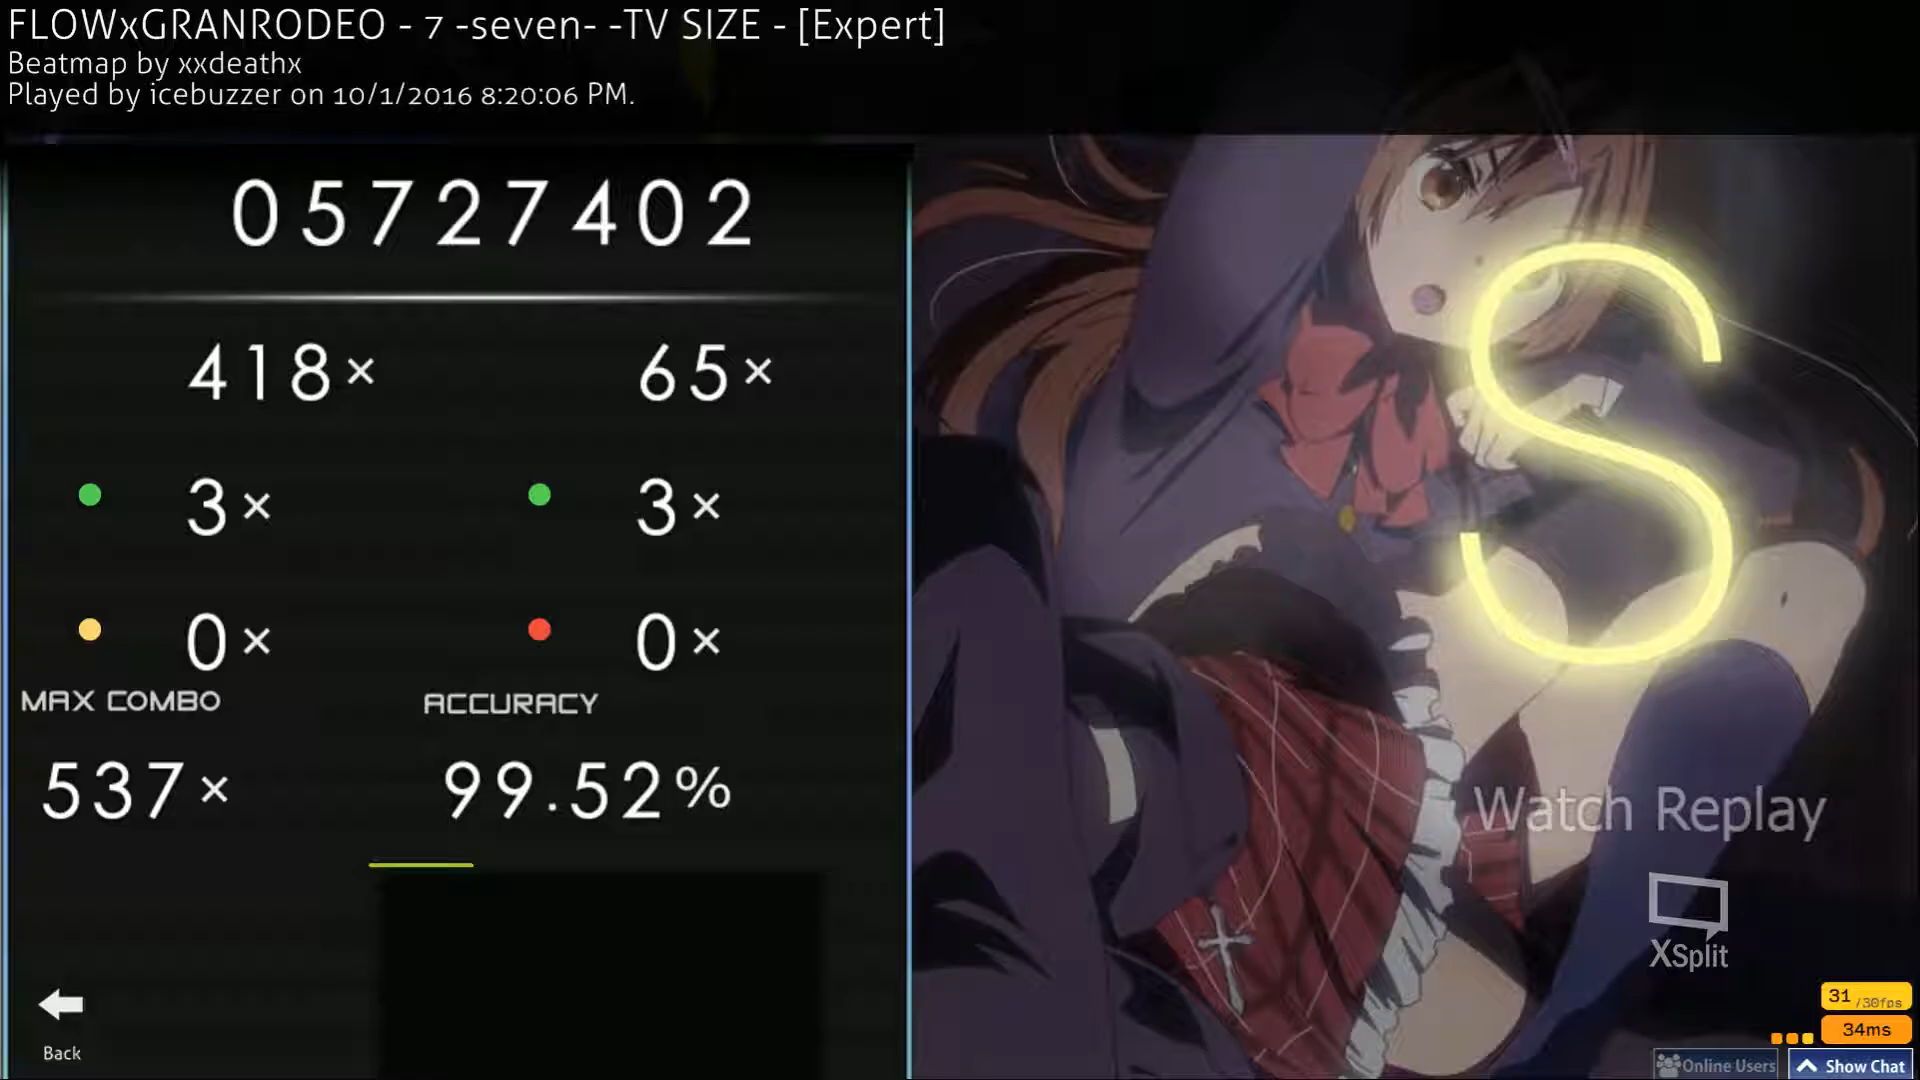 FLOWxGRANRODEO - 7 -seven- -TV SIZE - [Expert]
Beatmap by xxdeathx
Played by icebuzzer on 10/1/2016 8:20:06 PM.
05727402
418× 65×
3× 3×
0× 0×
MAX COMBO ACCURACY
537× 99.52%
S
Watch Replay
XSplit
31 /30fps
34ms
Back
Online Users Show Chat